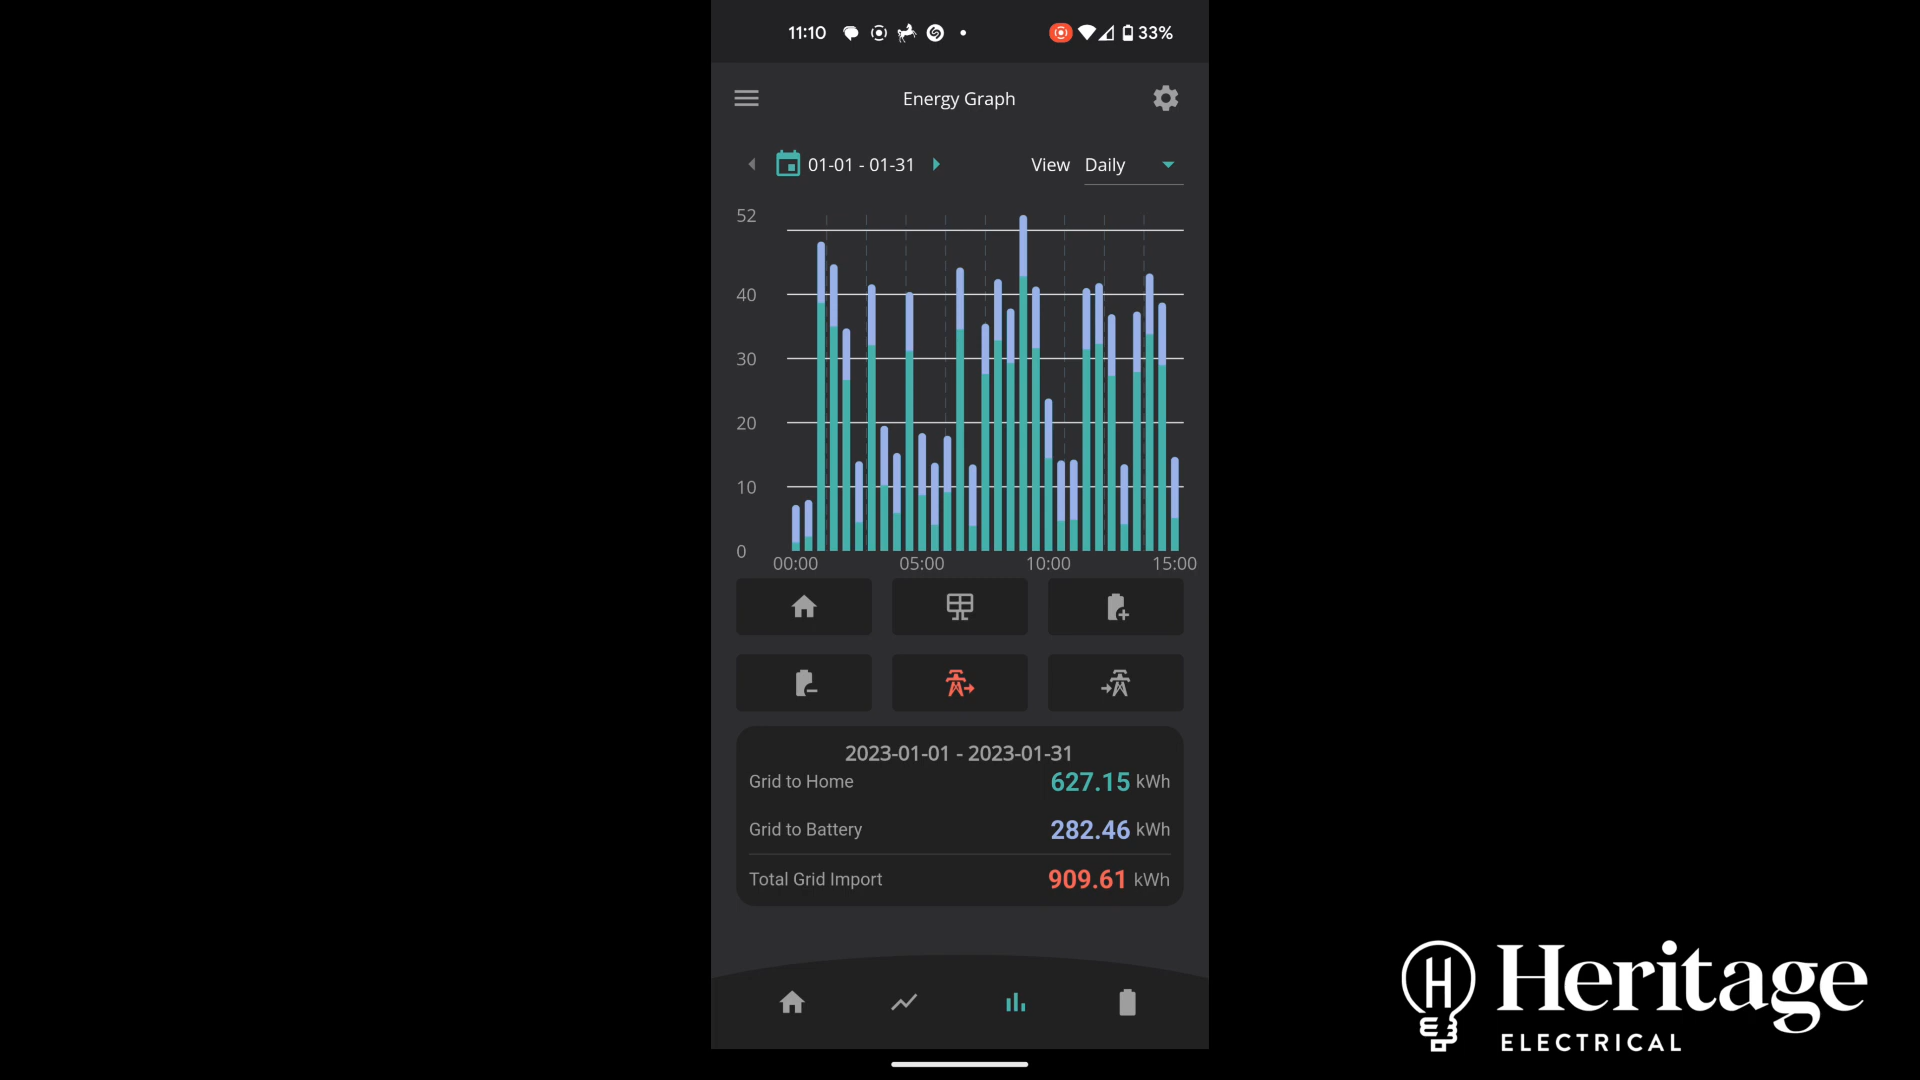 11:10
33%
Energy Graph
01-01 - 01-31
View Daily
52
40
30
20
10
0
00:00 05:00 10:00 15:00
2023-01-01 - 2023-01-31
Grid to Home 627.15 kWh
Grid to Battery 282.46 kWh
Total Grid Import 909.61 kWh
H Heritage
ELECTRICAL